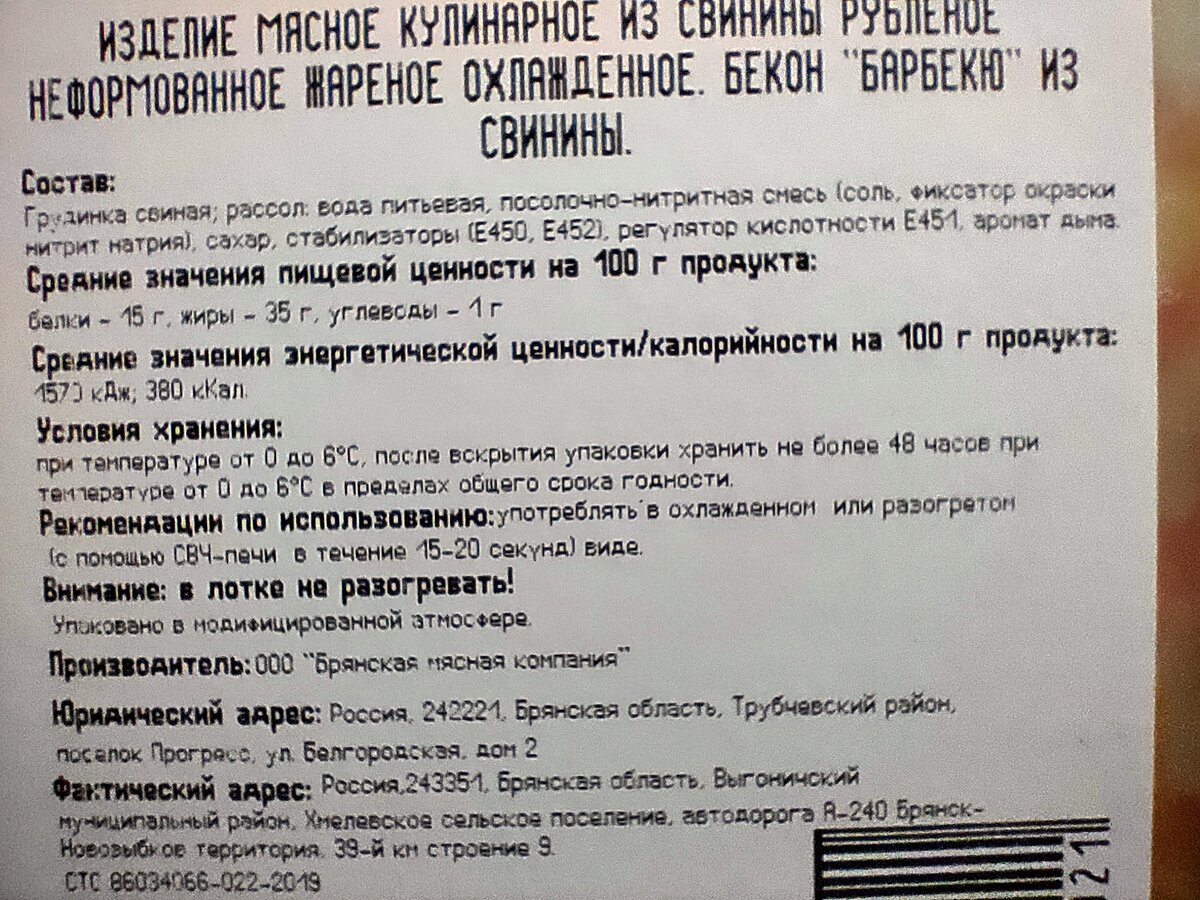 ИЗДЕЛИЕ МЯСНОЕ КУЛИНАРНОЕ ИЗ СВИНИНЫ РУБЛЕНОЕ
НЕФОРМОВАННОЕ ЖАРЕНОЕ ОХЛАЖДЕННОЕ. БЕКОН "БАРБЕКЮ" ИЗ
СВИНИНЫ.
Состав:
Грудинка свиная; рассол: вода питьевая, посолочно-нитритная смесь (соль, фиксатор окраски
нитрит натрия), сахар, стабилизаторы (Е450, Е452), регулятор кислотности Е451, аромат дыма.
Средние значения пищевой ценности на 100 г продукта:
белки - 15 г, жиры - 35 г, углеводы - 1 г
Средние значения энергетической ценности/калорийности на 100 г продукта:
1570 кДж; 380 кКал.
Условия хранения:
при температуре от 0 до 6°С, после вскрытия упаковки хранить не более 48 часов при
температуре от 0 до 6°С в пределах общего срока годности.
Рекомендации по использованию: употреблять в охлажденном или разогретом
(с помощью СВЧ-печи в течение 15-20 секунд) виде.
Внимание: в лотке не разогревать!
Упаковано в модифицированной атмосфере.
Производитель: ООО "Брянская мясная компания"
Юридический адрес: Россия, 242221, Брянская область, Трубчевский район,
поселок Прогресс, ул. Белгородская, дом 2
Фактический адрес: Россия,243351, Брянская область, Выгоничский
муниципальный район, Хмелевское сельское поселение, автодорога А-240 Брянск-
Новозыбков территория, 39-й км строение 9.
СТО 86034066-022-2019